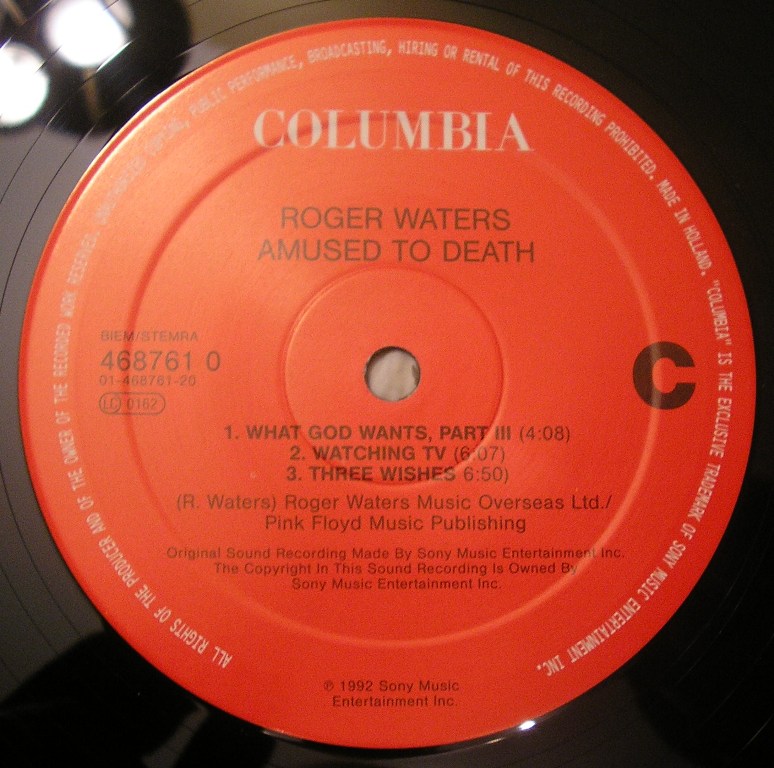 COLUMBIA
ROGER WATERS
AMUSED TO DEATH
BIEM/STEMRA
468761 0
01-468761-20
LC 0162
C
1. WHAT GOD WANTS, PART III (4:08)
2. WATCHING TV (6:07)
3. THREE WISHES 6:50)
(R. Waters) Roger Waters Music Overseas Ltd./
Pink Floyd Music Publishing
Original Sound Recording Made By Sony Music Entertainment Inc.
The Copyright In This Sound Recording Is Owned By
Sony Music Entertainment Inc.
℗ 1992 Sony Music
Entertainment Inc.
ALL RIGHTS OF THE PRODUCER AND OF THE OWNER OF THE RECORDED WORK RESERVED. UNAUTHORIZED COPYING, PUBLIC PERFORMANCE, BROADCASTING, HIRING OR RENTAL OF THIS RECORDING PROHIBITED. MADE IN HOLLAND. "COLUMBIA" IS THE EXCLUSIVE TRADEMARK OF SONY MUSIC ENTERTAINMENT INC.